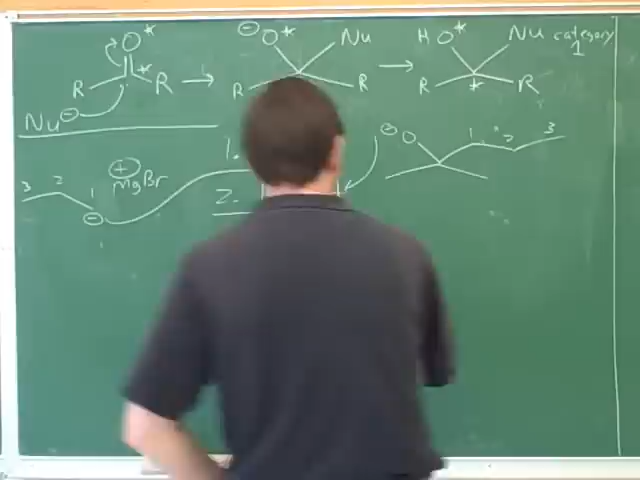 O* ⊖ O* Nu H O* Nu category 1
R * R R R R * R
Nu⊖
1. ⊖ O 1 2 3
3 2 1 ⊕ MgBr 2.
⊖